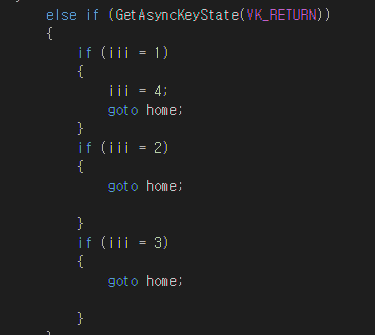 else if (GetAsyncKeyState(VK_RETURN))
{
if (iii = 1)
{
iii = 4;
goto home;
}
if (iii = 2)
{
goto home;
}
if (iii = 3)
{
goto home;
}
}